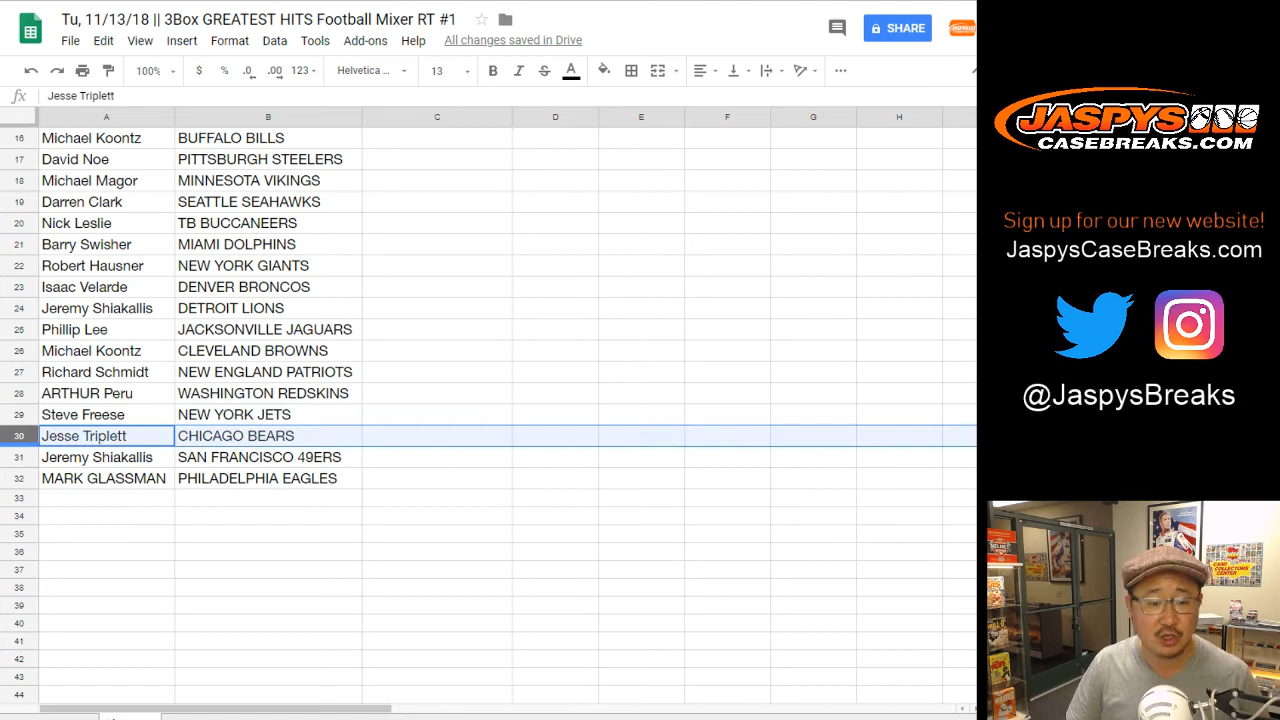 Tu, 11/13/18 || 3Box GREATEST HITS Football Mixer RT #1
File Edit View Insert Format Data Tools Add-ons Help All changes saved in Drive
SHARE
100% $ % .0 .00 123 Helvetica ... 13 B I S A
fx Jesse Triplett
A B C D E F G H
16 Michael Koontz BUFFALO BILLS
17 David Noe PITTSBURGH STEELERS
18 Michael Magor MINNESOTA VIKINGS
19 Darren Clark SEATTLE SEAHAWKS
20 Nick Leslie TB BUCCANEERS
21 Barry Swisher MIAMI DOLPHINS
22 Robert Hausner NEW YORK GIANTS
23 Isaac Velarde DENVER BRONCOS
24 Jeremy Shiakallis DETROIT LIONS
25 Phillip Lee JACKSONVILLE JAGUARS
26 Michael Koontz CLEVELAND BROWNS
27 Richard Schmidt NEW ENGLAND PATRIOTS
28 ARTHUR Peru WASHINGTON REDSKINS
29 Steve Freese NEW YORK JETS
30 Jesse Triplett CHICAGO BEARS
31 Jeremy Shiakallis SAN FRANCISCO 49ERS
32 MARK GLASSMAN PHILADELPHIA EAGLES
33
34
35
36
37
38
39
40
41
42
43
44
JASPYS
CASEBREAKS.COM
Sign up for our new website!
JaspysCaseBreaks.com
@JaspysBreaks